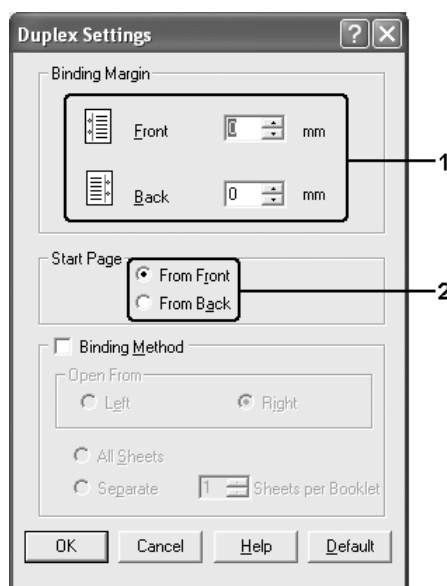 Duplex Settings
Binding Margin
Front 0 mm
1
Back 0 mm
Start Page
From Front
2
From Back
Binding Method
Open From
Left Right
All Sheets
Separate 1 Sheets per Booklet
OK Cancel Help Default